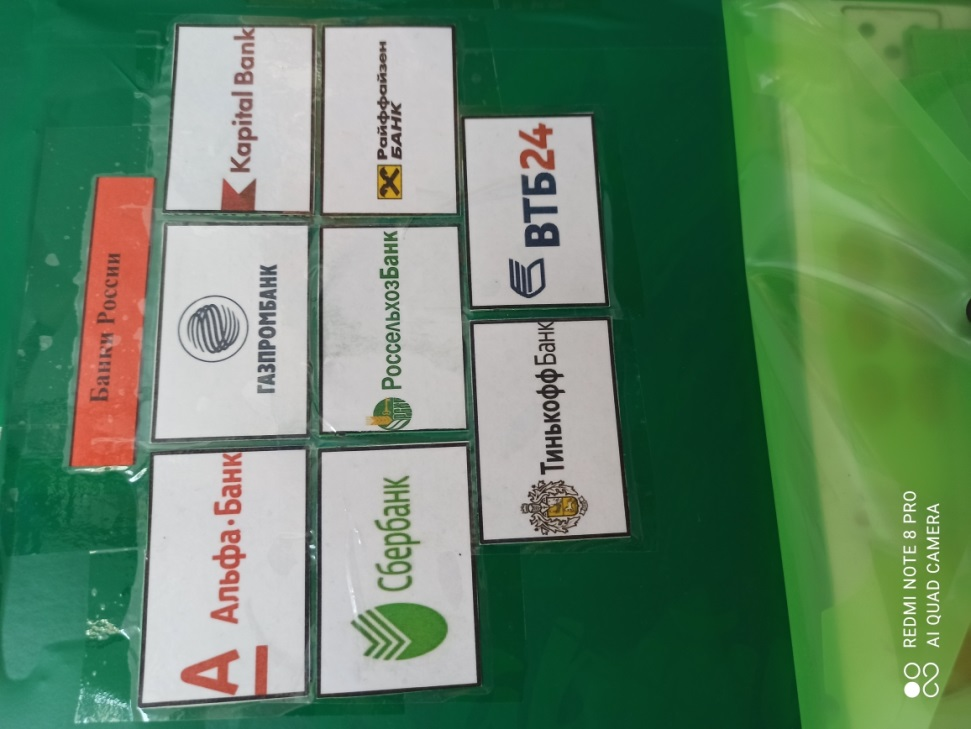 Банки России
Альфа·Банк
ГАЗПРОМБАНК
Kapital Bank
Сбербанк
РоссельхозБанк
Райффайзен
БАНК
Тинькофф Банк
ВТБ24
REDMI NOTE 8 PRO
AI QUAD CAMERA